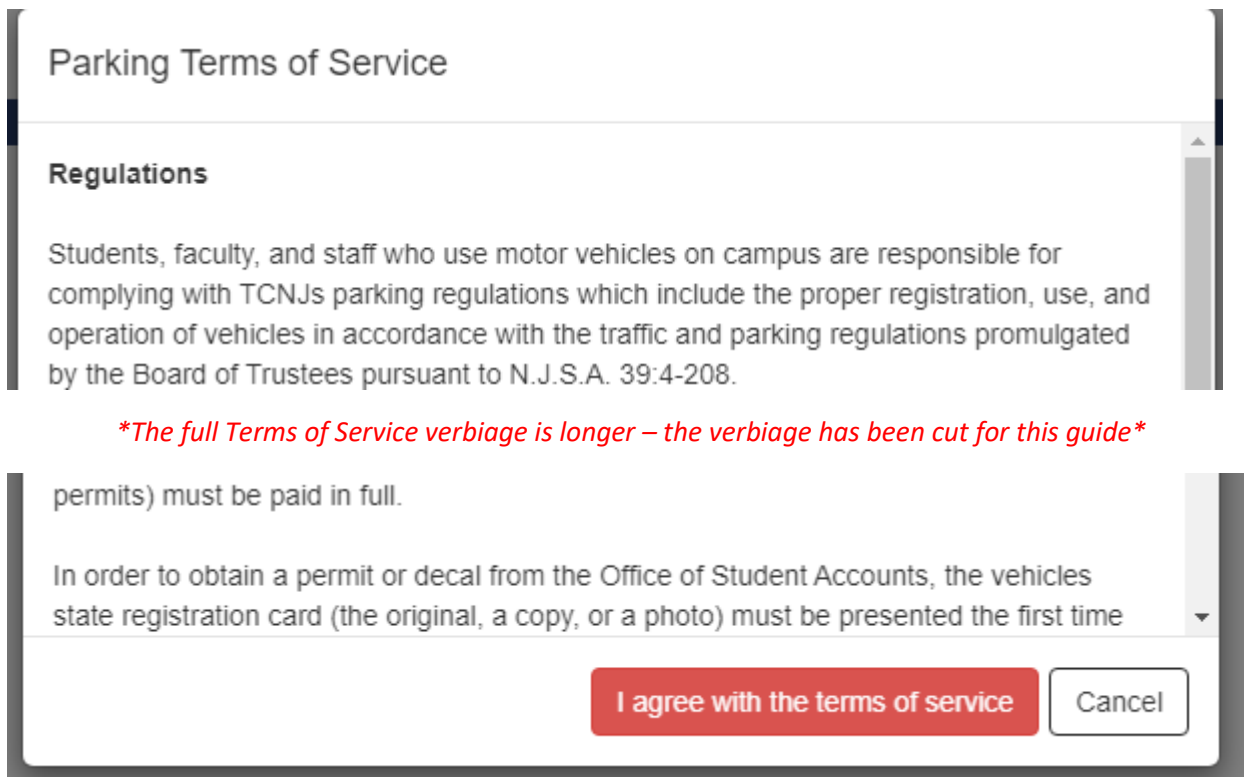 Parking Terms of Service
Regulations
Students, faculty, and staff who use motor vehicles on campus are responsible for
complying with TCNJs parking regulations which include the proper registration, use, and
operation of vehicles in accordance with the traffic and parking regulations promulgated
by the Board of Trustees pursuant to N.J.S.A. 39:4-208.
*The full Terms of Service verbiage is longer – the verbiage has been cut for this guide*
permits) must be paid in full.
In order to obtain a permit or decal from the Office of Student Accounts, the vehicles
state registration card (the original, a copy, or a photo) must be presented the first time
I agree with the terms of service
Cancel